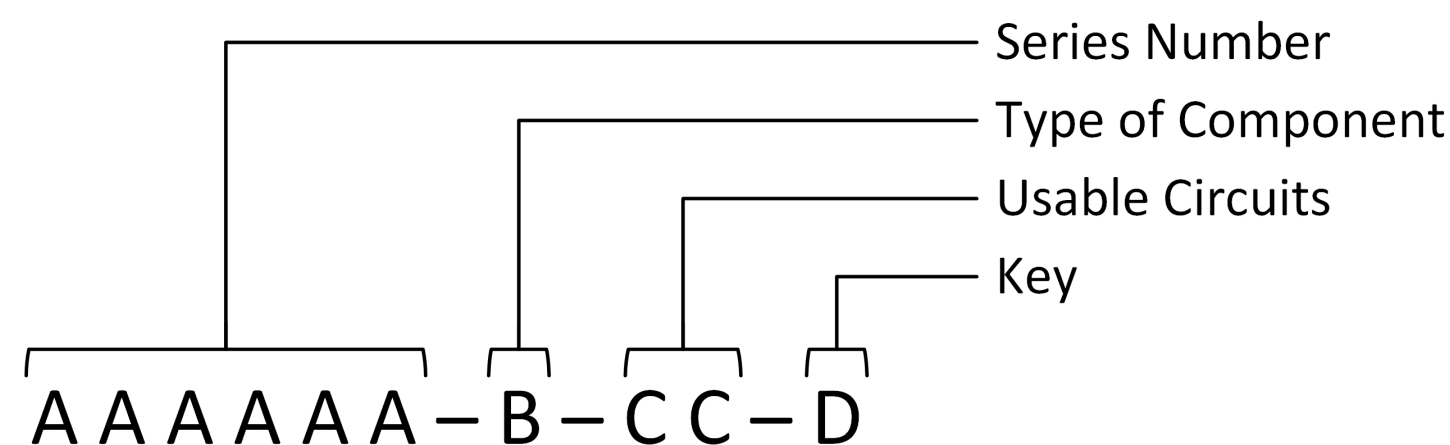 Series Number
Type of Component
Usable Circuits
Key
A A A A A A – B – C C – D